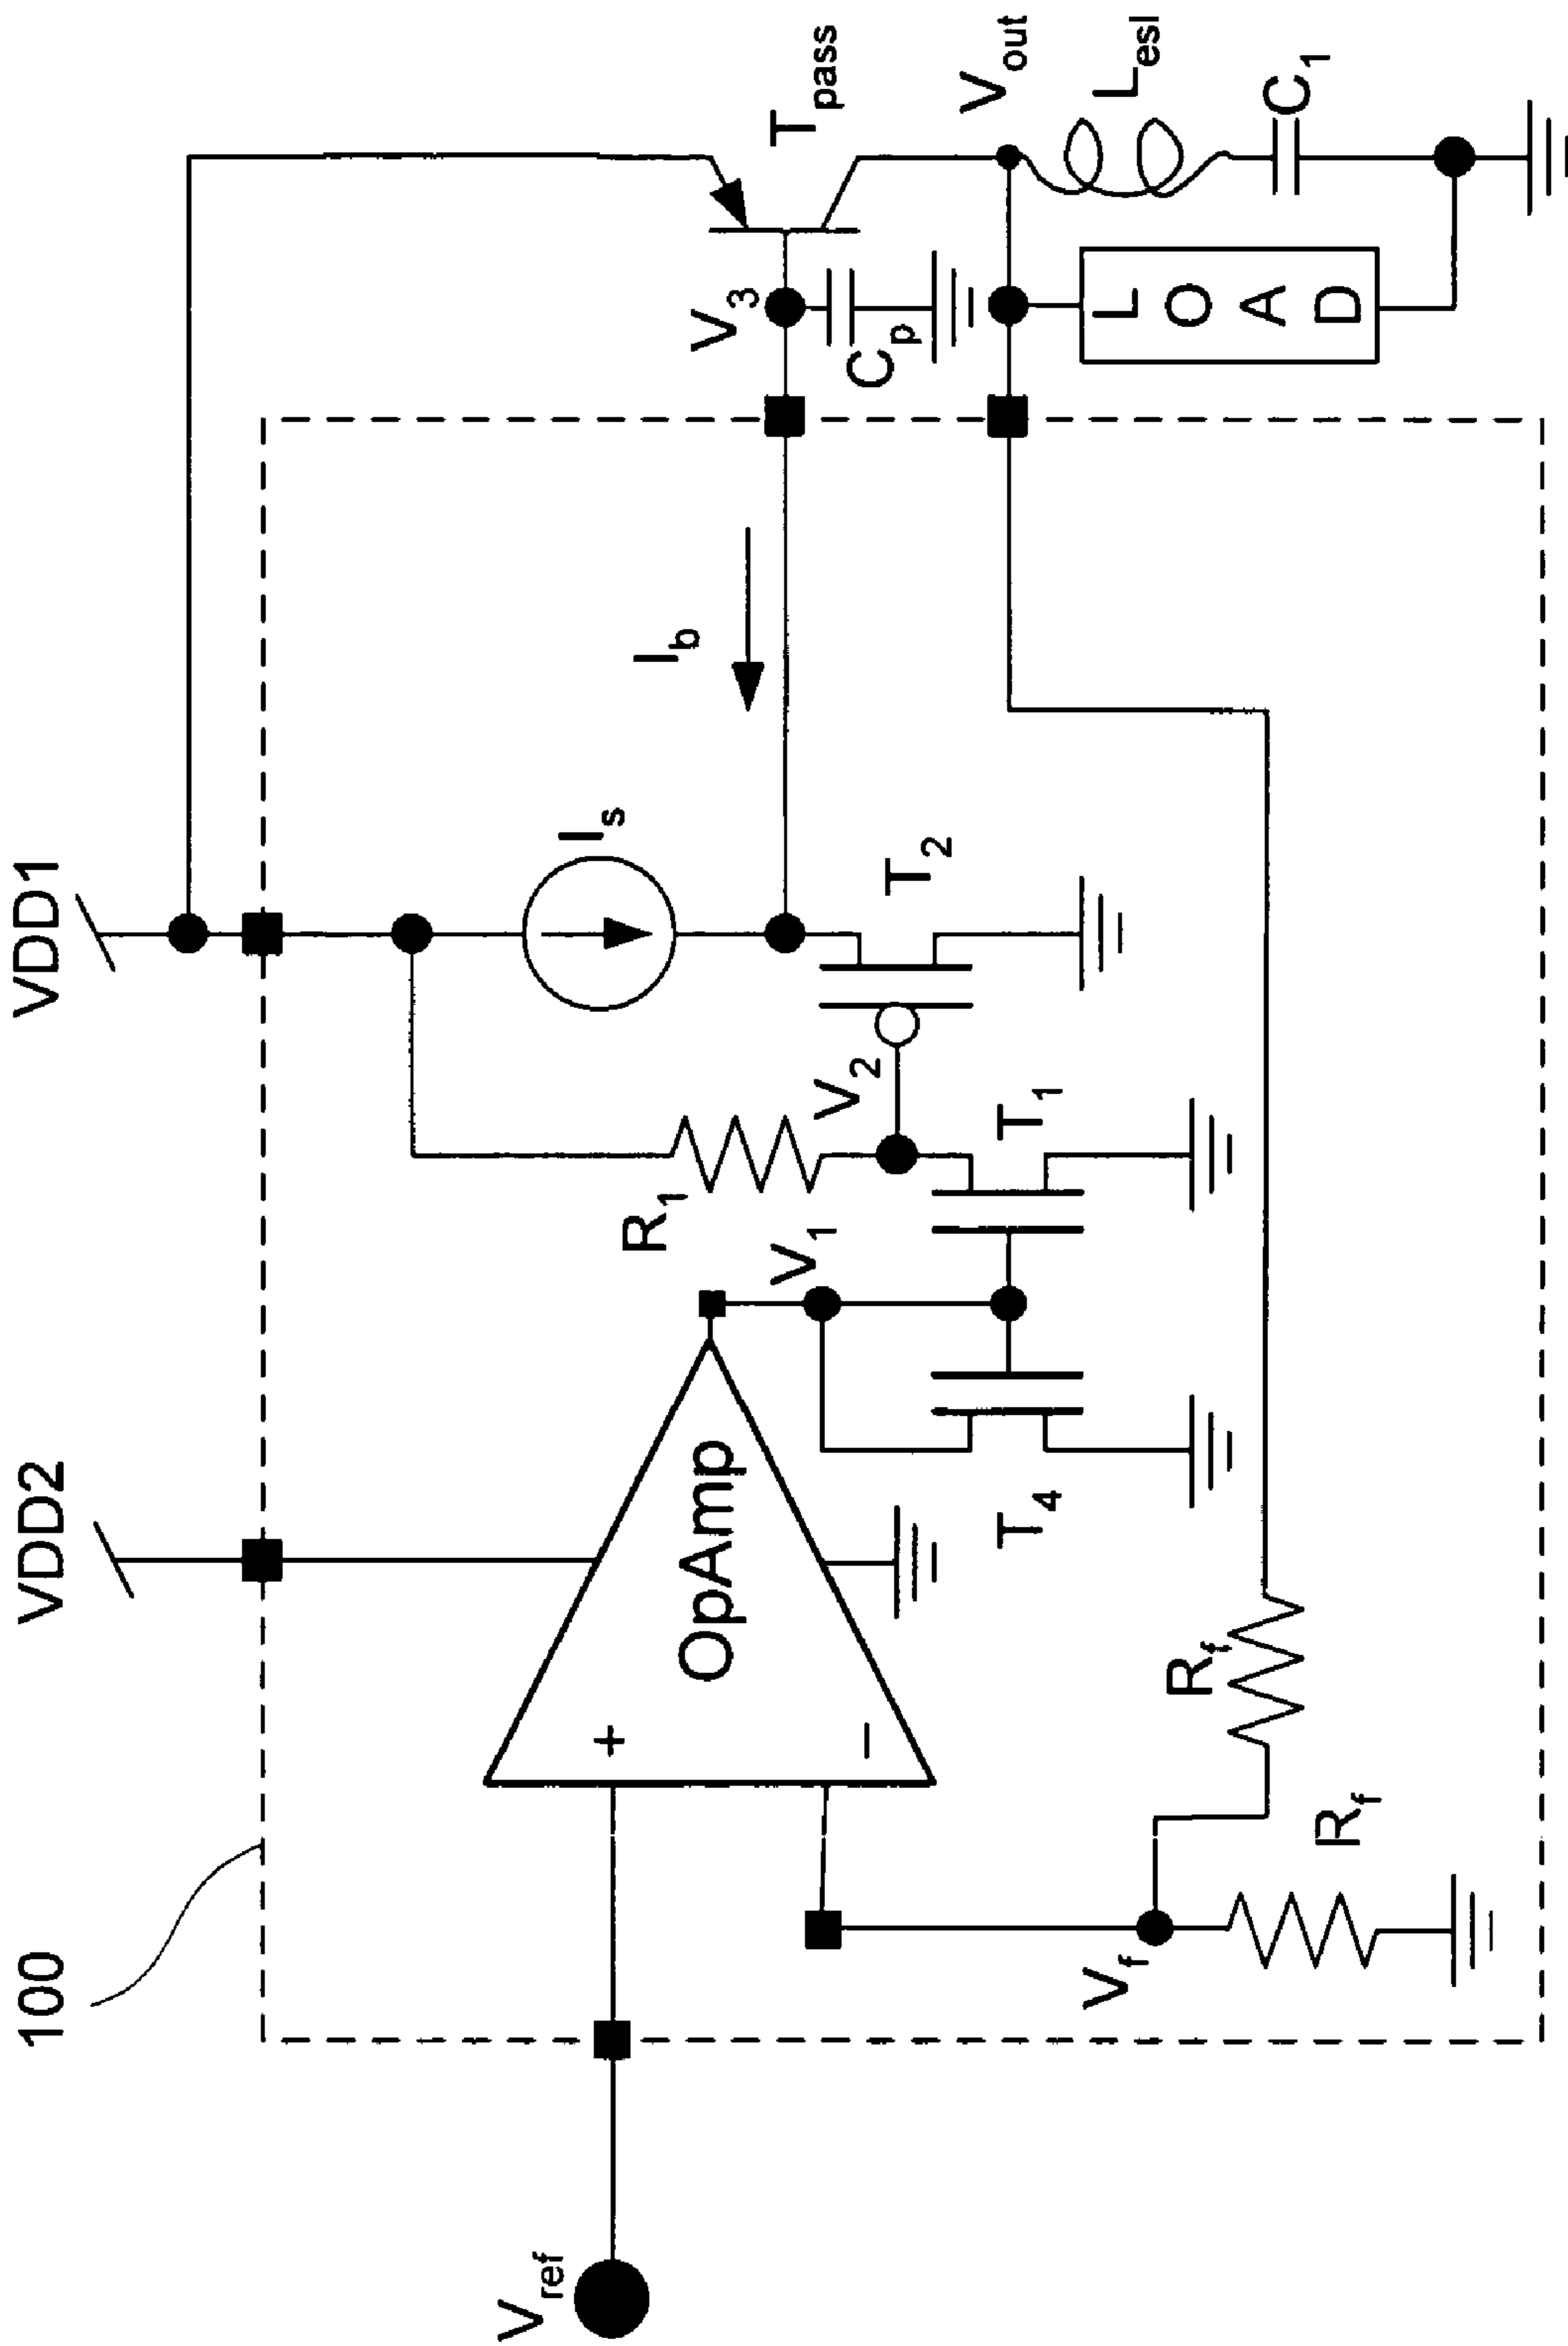 100
VDD2
VDD1
Vref
+
−
OpAmp
V1
R1
V2
Is
Ib
V3
Tpass
Cp
Vout
Lesl
C1
LOAD
T4
T1
T2
Vf
Rf
Rf